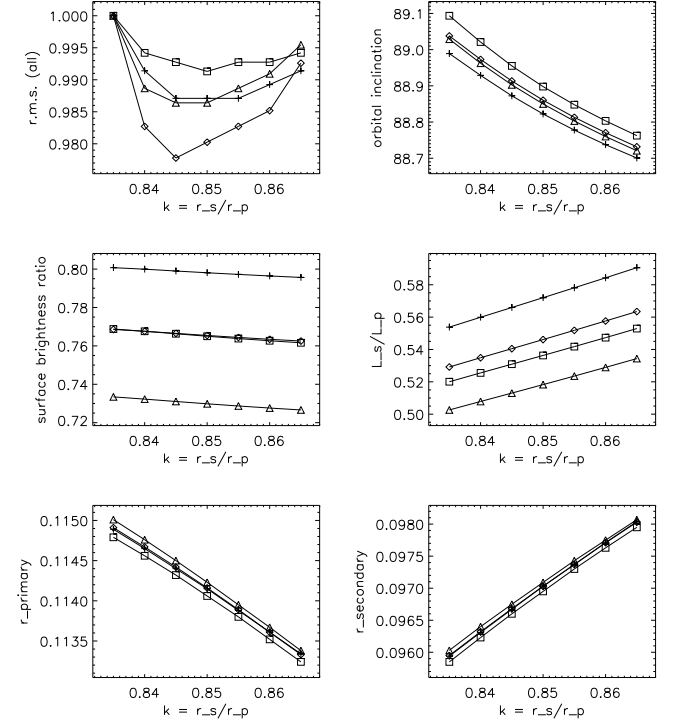 r.m.s. (all)
1.000
0.995
0.990
0.985
0.980
0.84 0.85 0.86
k = r_s/r_p
orbital inclination
89.1
89.0
88.9
88.8
88.7
0.84 0.85 0.86
k = r_s/r_p
surface brightness ratio
0.80
0.78
0.76
0.74
0.72
0.84 0.85 0.86
k = r_s/r_p
L_s/L_p
0.58
0.56
0.54
0.52
0.50
0.84 0.85 0.86
k = r_s/r_p
r_primary
0.1150
0.1145
0.1140
0.1135
0.84 0.85 0.86
k = r_s/r_p
r_secondary
0.0980
0.0975
0.0970
0.0965
0.0960
0.84 0.85 0.86
k = r_s/r_p